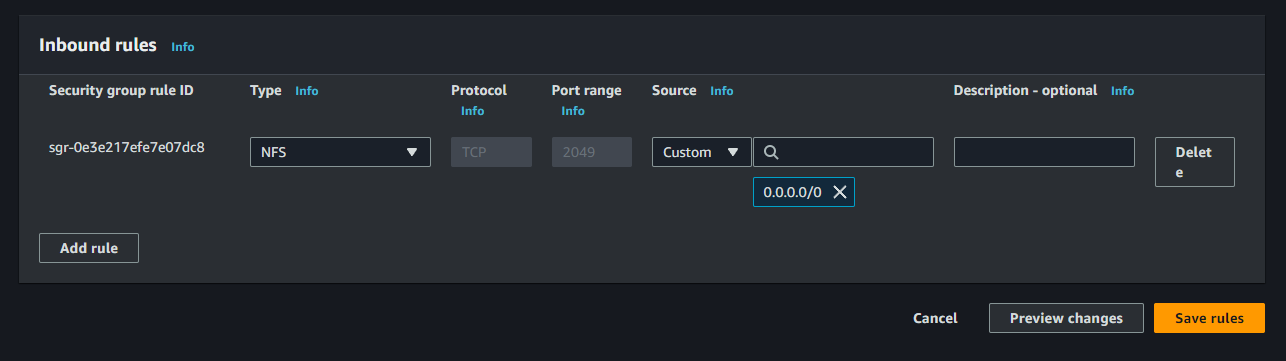 Inbound rules Info
Security group rule ID Type Info Protocol Info Port range Info Source Info Description - optional Info
sgr-0e3e217efe7e07dc8 NFS TCP 2049 Custom Delet
e
0.0.0.0/0
Add rule
Cancel Preview changes Save rules